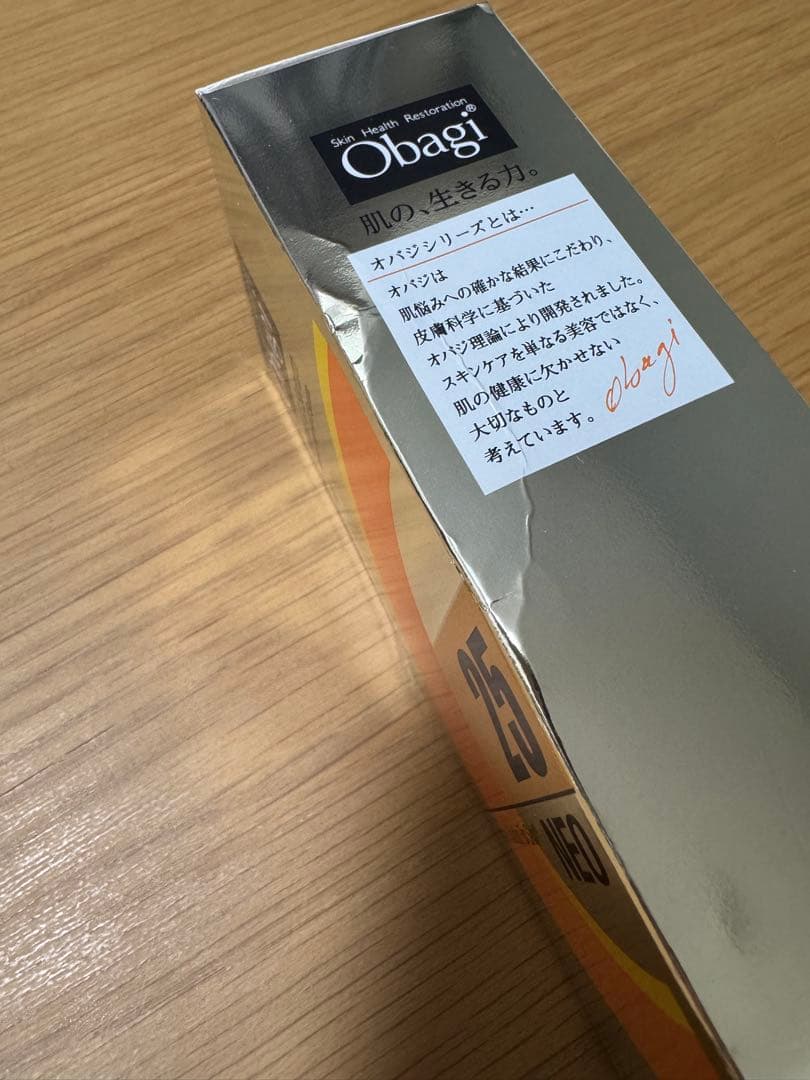 Skin Health Restoration
Obagi®
肌の、生きる力。
オバジシリーズとは…
オバジは
肌悩みへの確かな結果にこだわり、
皮膚科学に基づいた
オバジ理論により開発されました。
スキンケアを単なる美容ではなく、
肌の健康に欠かせない
大切なものと
考えています。
obagi
25
NEO